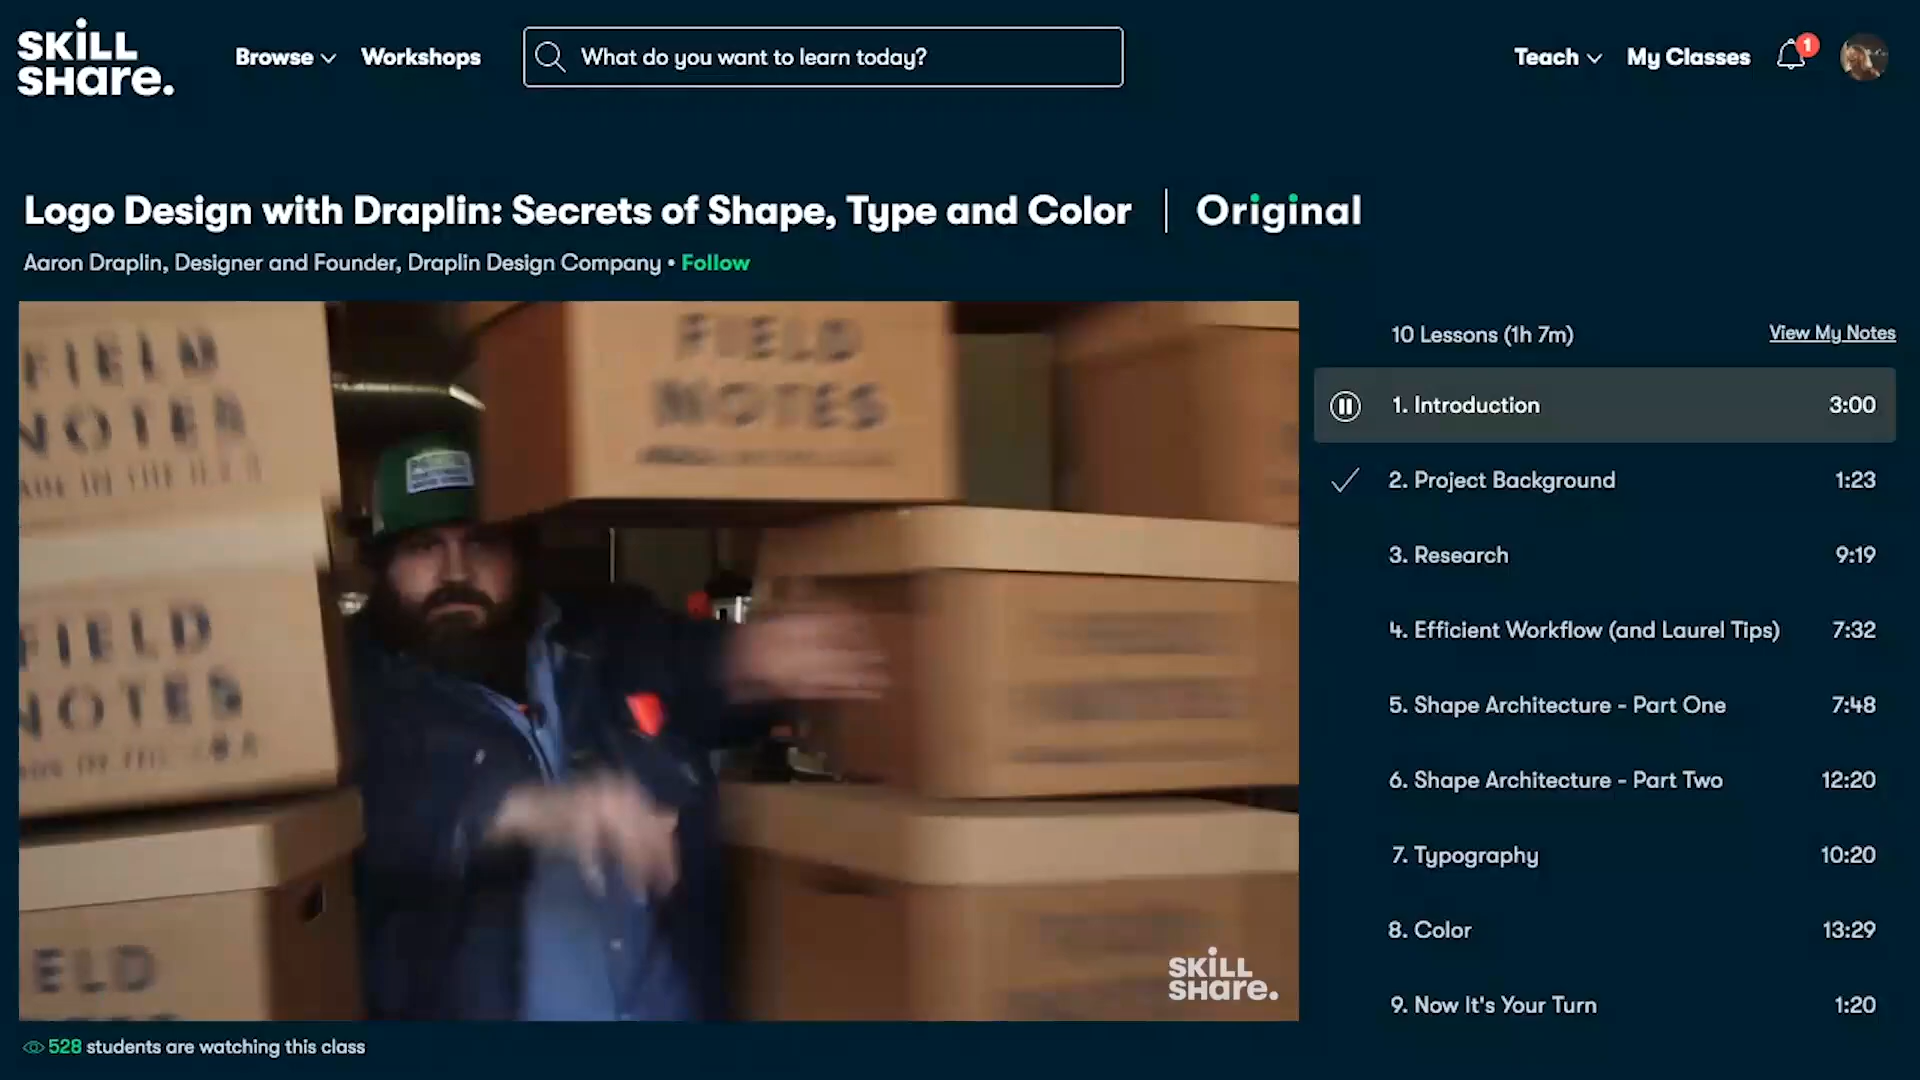 SKILL
SHARE.
Browse
Workshops
What do you want to learn today?
Teach
My Classes
1
Logo Design with Draplin: Secrets of Shape, Type and Color | Original
Aaron Draplin, Designer and Founder, Draplin Design Company • Follow
FIELD
NOTES
FIELD
NOTES
FIELD
NOTES
ELD
SKILL
SHARE.
528 students are watching this class
10 Lessons (1h 7m)
View My Notes
1. Introduction 3:00
2. Project Background 1:23
3. Research 9:19
4. Efficient Workflow (and Laurel Tips) 7:32
5. Shape Architecture - Part One 7:48
6. Shape Architecture - Part Two 12:20
7. Typography 10:20
8. Color 13:29
9. Now It's Your Turn 1:20